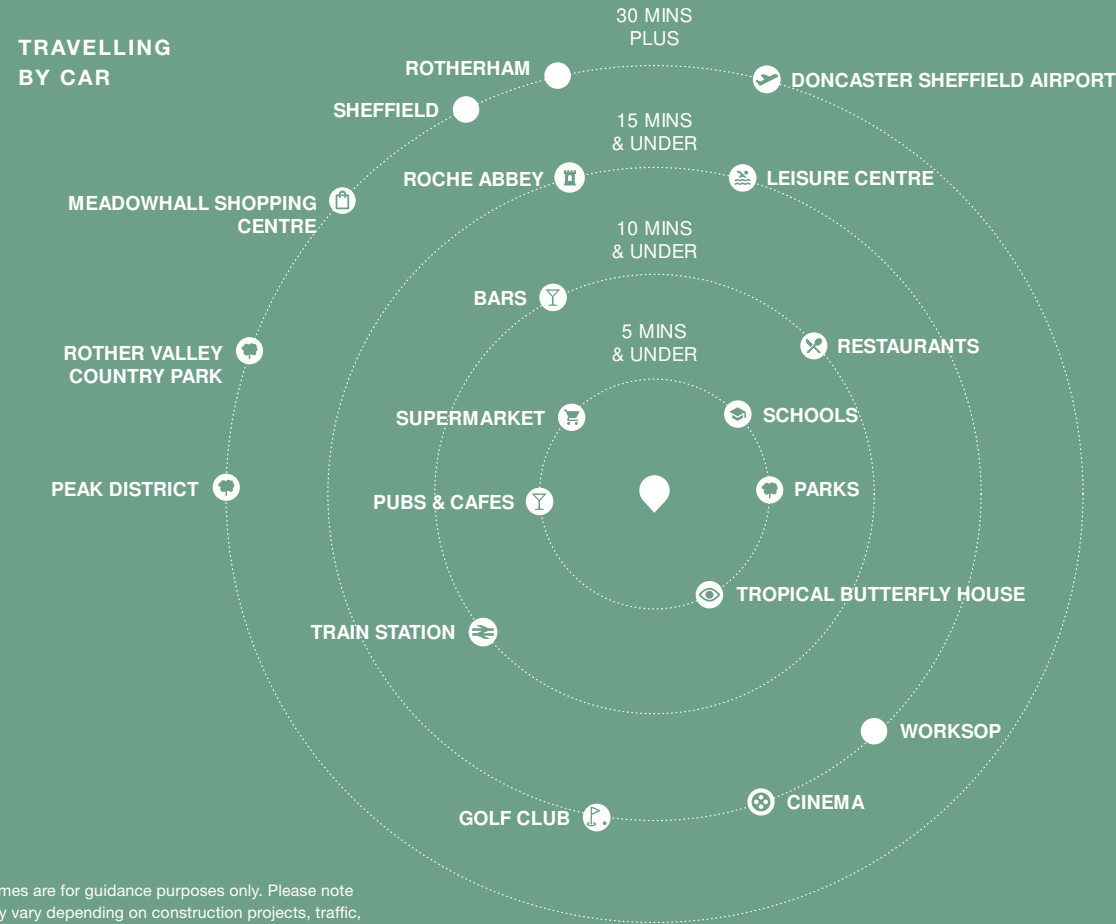 TRAVELLING
BY CAR
30 MINS
PLUS
ROTHERHAM
DONCASTER SHEFFIELD AIRPORT
SHEFFIELD
15 MINS
& UNDER
ROCHE ABBEY
LEISURE CENTRE
MEADOWHALL SHOPPING
CENTRE
10 MINS
& UNDER
BARS
5 MINS
& UNDER
RESTAURANTS
ROTHER VALLEY
COUNTRY PARK
SUPERMARKET
SCHOOLS
PEAK DISTRICT
PUBS & CAFES
PARKS
TROPICAL BUTTERFLY HOUSE
TRAIN STATION
WORKSOP
CINEMA
GOLF CLUB
are for guidance purposes only. Please note
vary depending on construction projects, traffic,